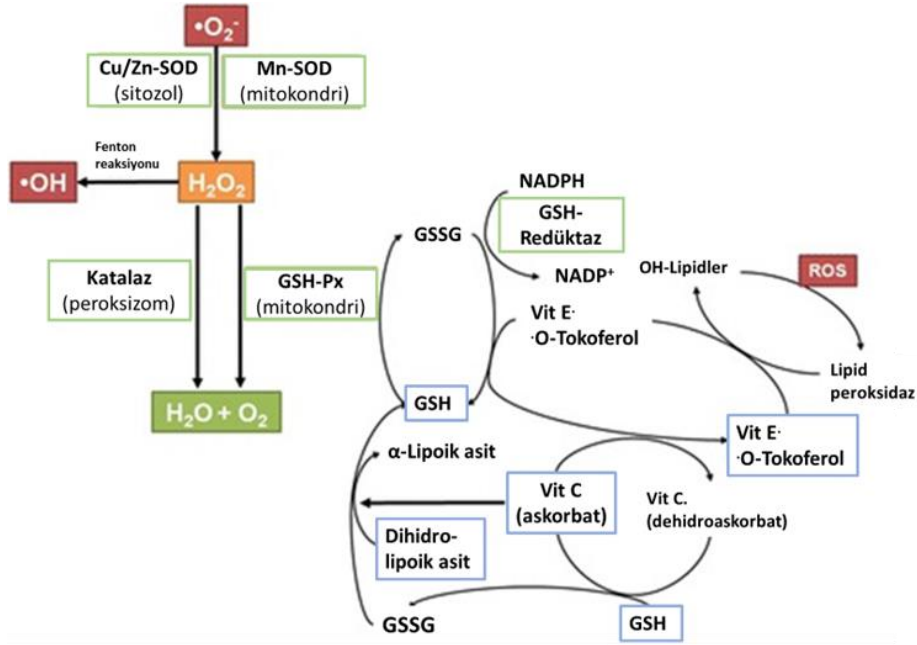 •O₂⁻
Cu/Zn-SOD
(sitozol)
Mn-SOD
(mitokondri)
Fenton
reaksiyonu
•OH
H₂O₂
Katalaz
(peroksizom)
GSH-Px
(mitokondri)
H₂O + O₂
GSSG
NADPH
GSH-
Redüktaz
NADP⁺
OH-Lipidler
ROS
Vit E·
·O-Tokoferol
Lipid
peroksidaz
GSH
Vit E·
·O-Tokoferol
α-Lipoik asit
Vit C
(askorbat)
Vit C.
(dehidroaskorbat)
Dihidro-
lipoik asit
GSSG
GSH